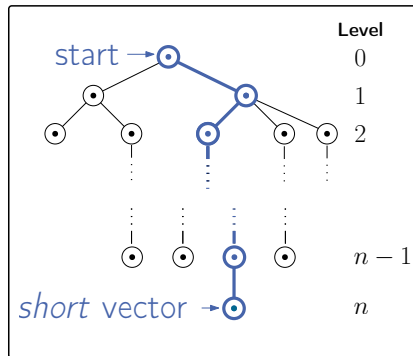 Level
start 0
1
2
n − 1
short vector n